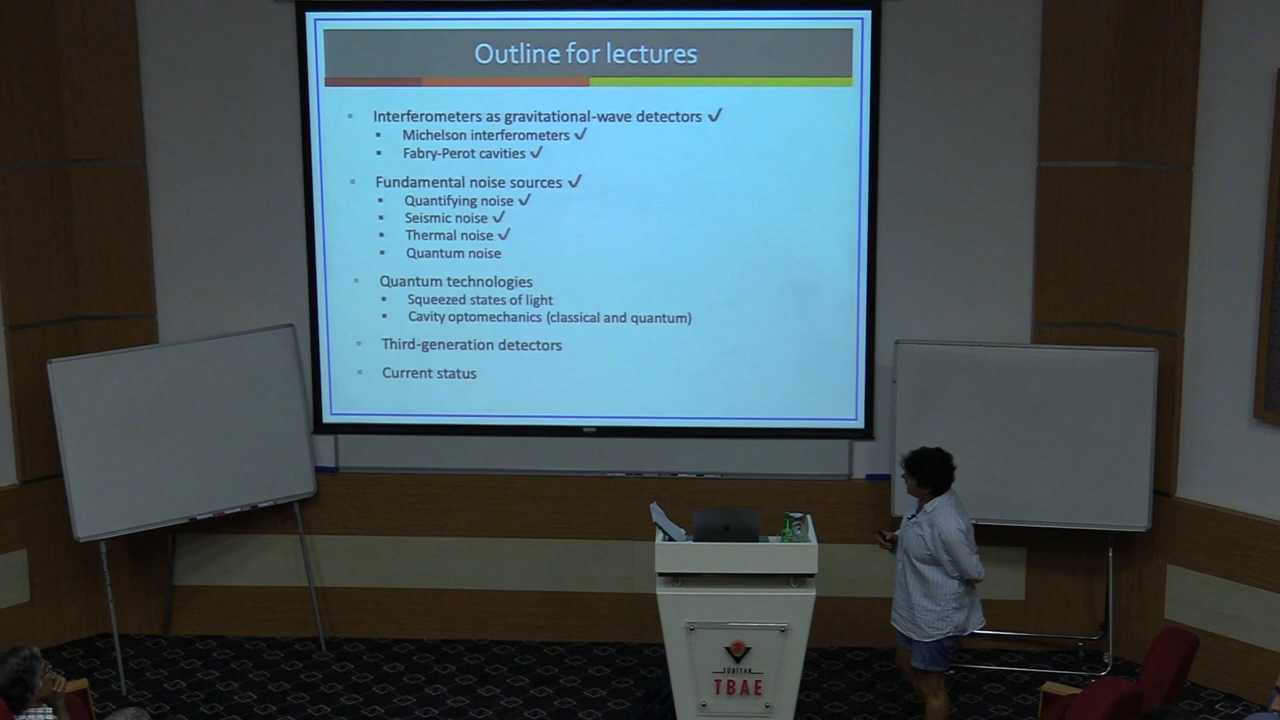 Outline for lectures
Interferometers as gravitational-wave detectors ✓
Michelson interferometers ✓
Fabry-Perot cavities ✓
Fundamental noise sources ✓
Quantifying noise ✓
Seismic noise ✓
Thermal noise ✓
Quantum noise
Quantum technologies
Squeezed states of light
Cavity optomechanics (classical and quantum)
Third-generation detectors
Current status
TÜBİTAK
TBAE